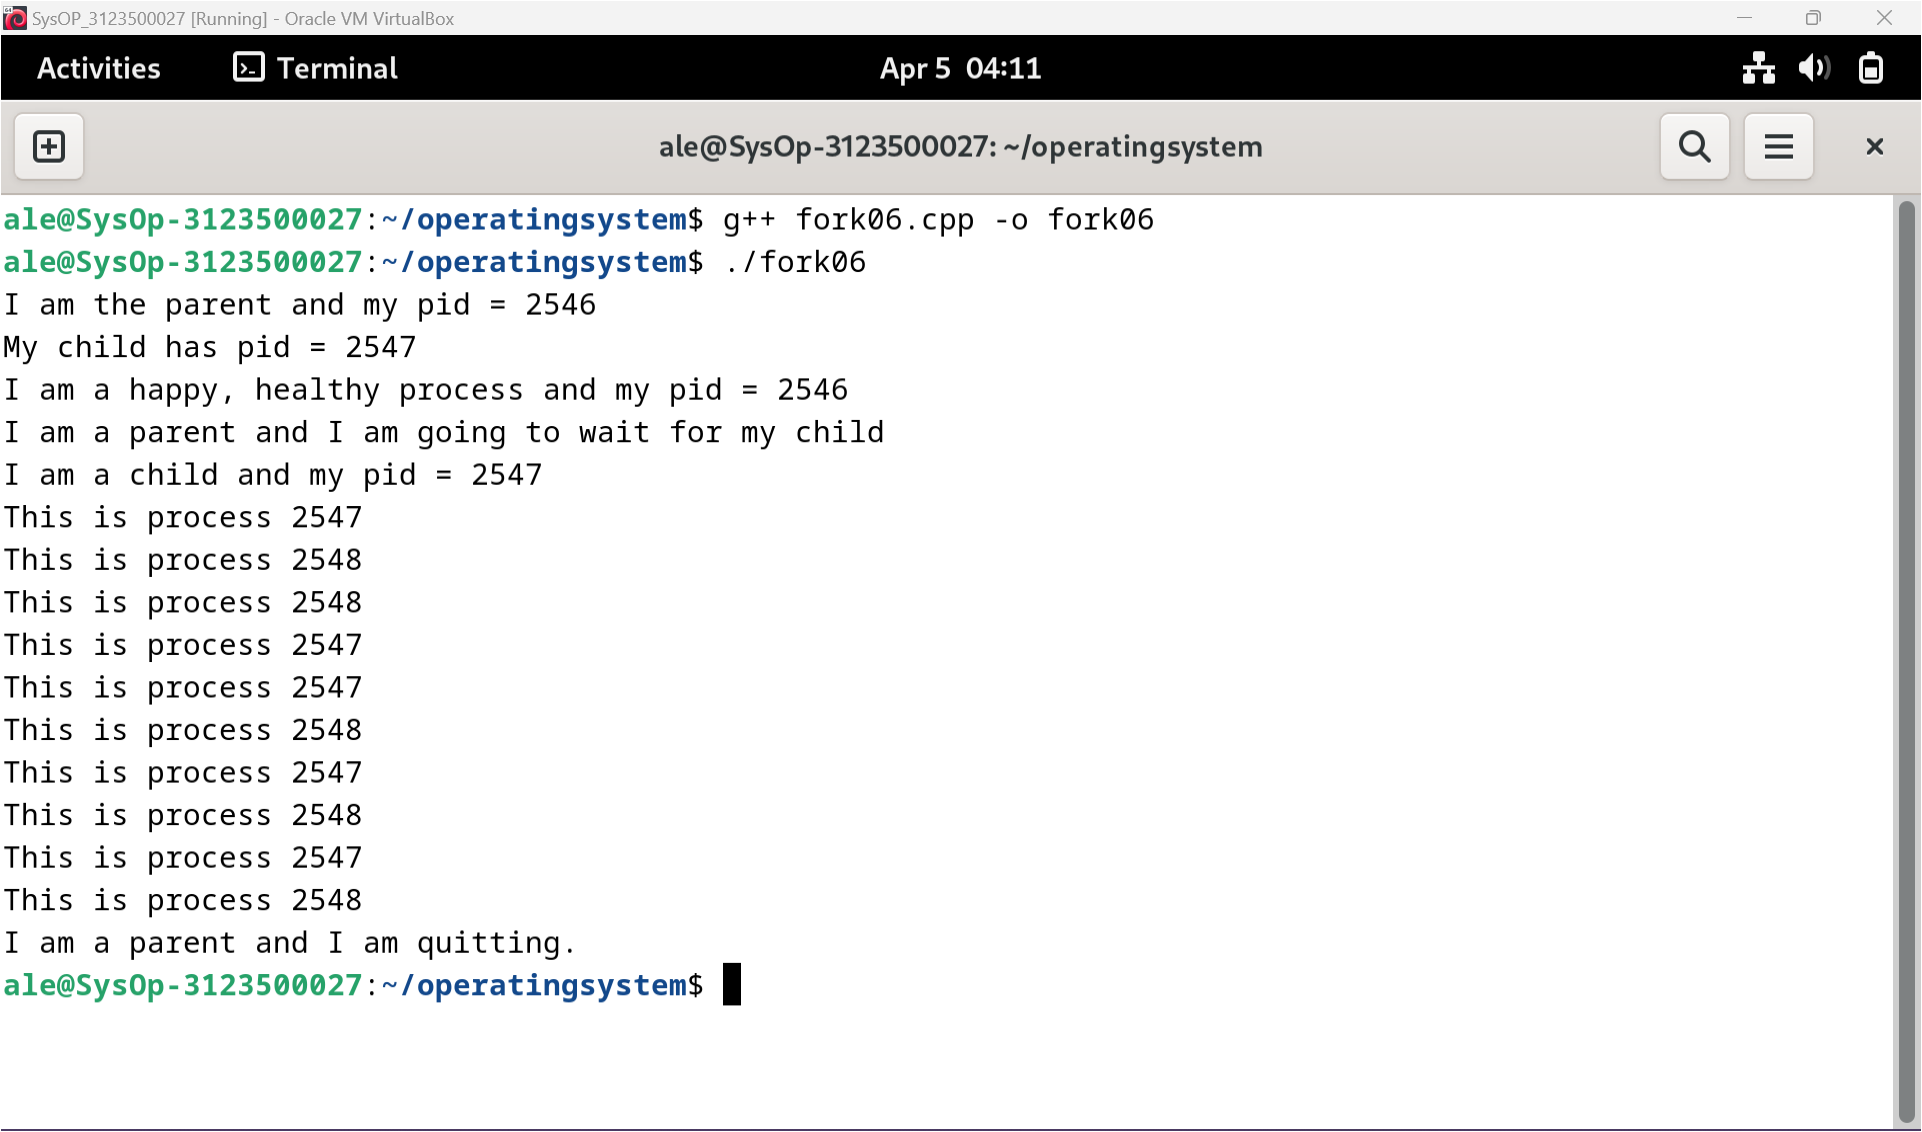 SysOP_3123500027 [Running] - Oracle VM VirtualBox
Activities Terminal Apr 5 04:11
ale@SysOp-3123500027: ~/operatingsystem
ale@SysOp-3123500027:~/operatingsystem$ g++ fork06.cpp -o fork06
ale@SysOp-3123500027:~/operatingsystem$ ./fork06
I am the parent and my pid = 2546
My child has pid = 2547
I am a happy, healthy process and my pid = 2546
I am a parent and I am going to wait for my child
I am a child and my pid = 2547
This is process 2547
This is process 2548
This is process 2548
This is process 2547
This is process 2547
This is process 2548
This is process 2547
This is process 2548
This is process 2547
This is process 2548
I am a parent and I am quitting.
ale@SysOp-3123500027:~/operatingsystem$